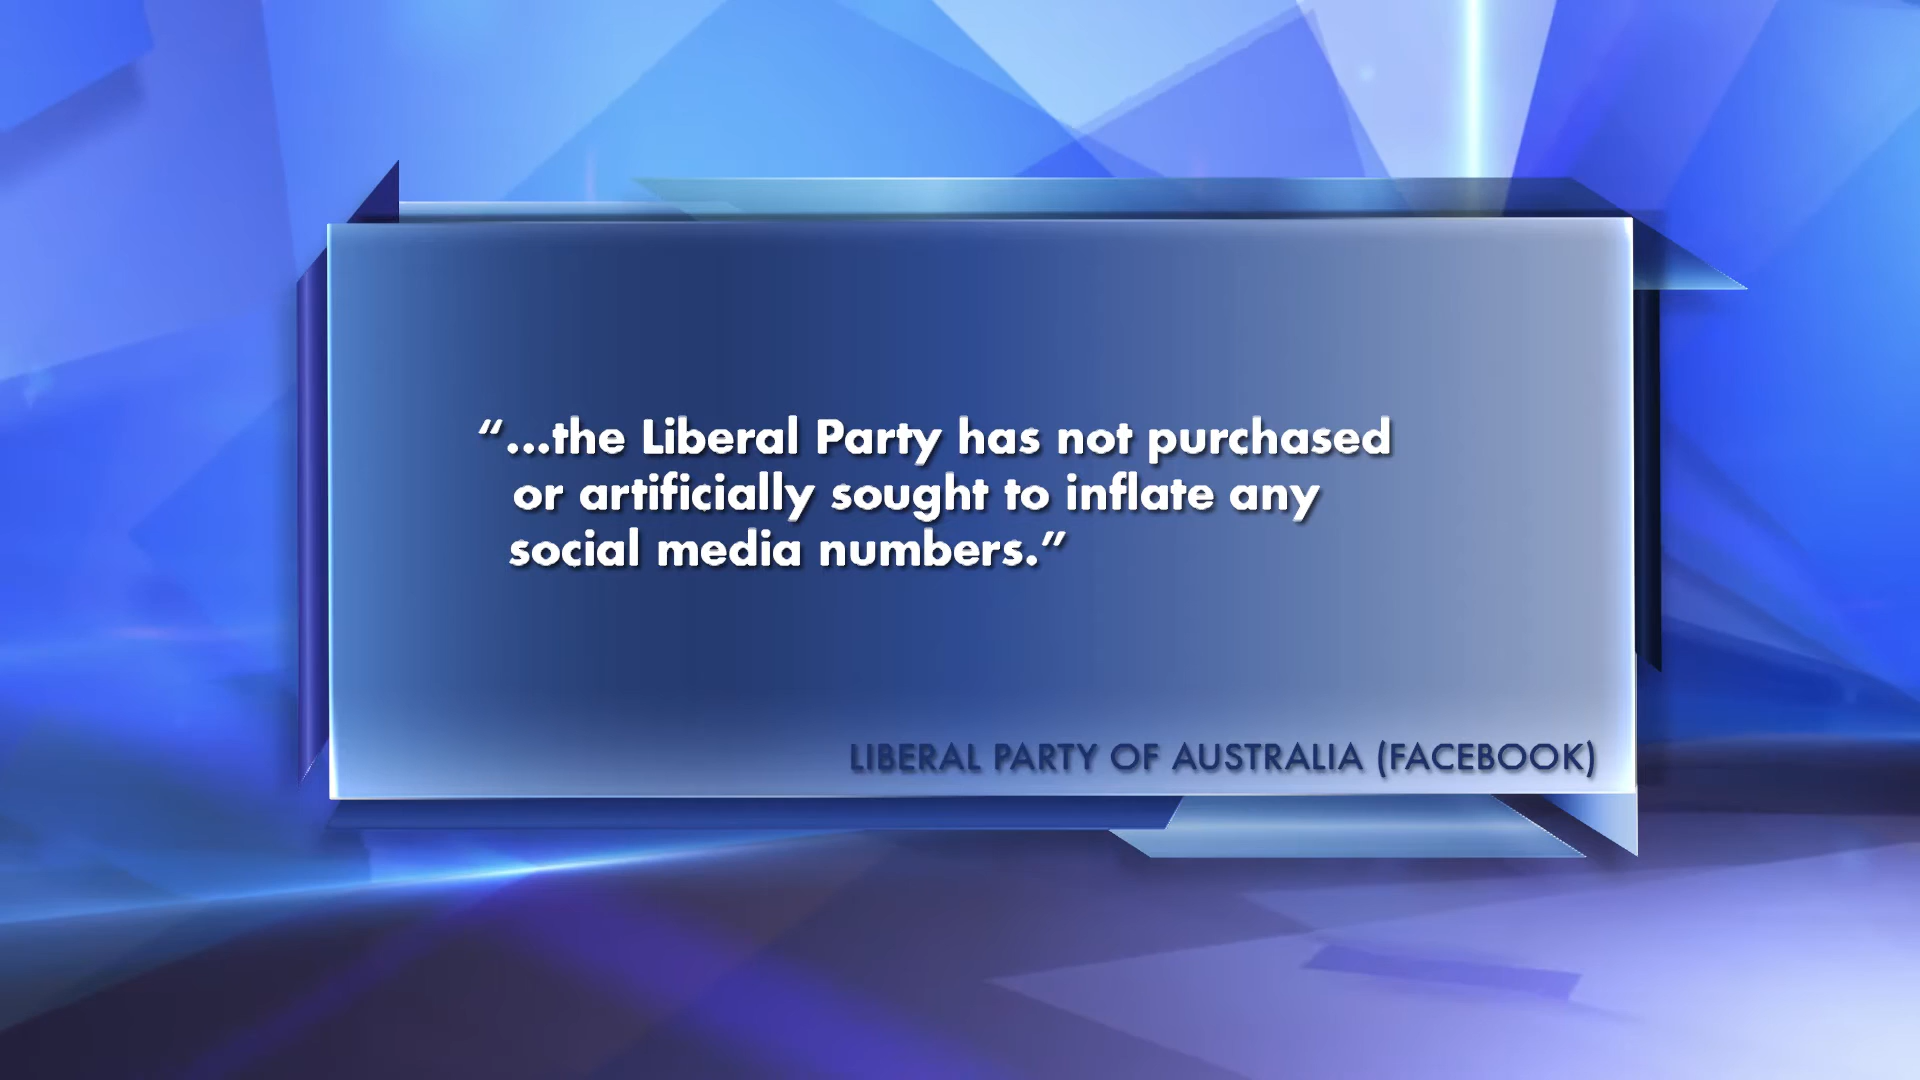 “...the Liberal Party has not purchased
or artificially sought to inflate any
social media numbers.”
LIBERAL PARTY OF AUSTRALIA (FACEBOOK)